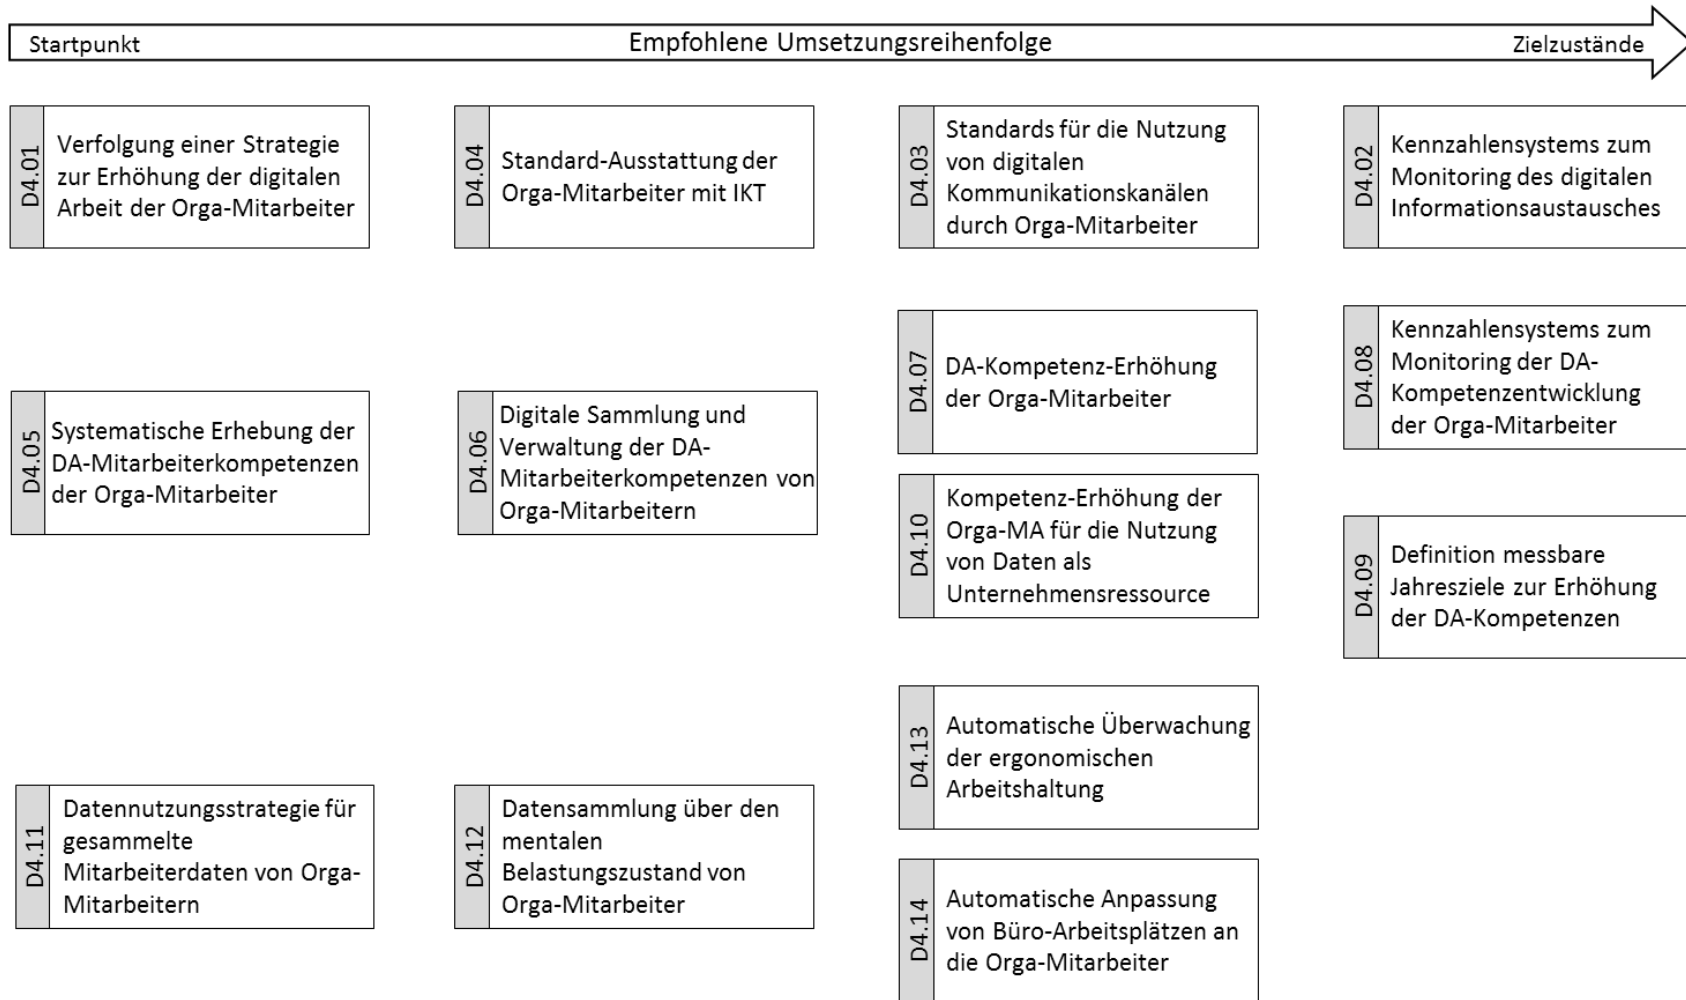 Startpunkt
Empfohlene Umsetzungsreihenfolge
Zielzustände
D4.01
Verfolgung einer Strategie
zur Erhöhung der digitalen
Arbeit der Orga-Mitarbeiter
D4.04
Standard-Ausstattung der
Orga-Mitarbeiter mit IKT
D4.03
Standards für die Nutzung
von digitalen
Kommunikationskanälen
durch Orga-Mitarbeiter
D4.02
Kennzahlensystems zum
Monitoring des digitalen
Informationsaustausches
D4.05
Systematische Erhebung der
DA-Mitarbeiterkompetenzen
der Orga-Mitarbeiter
D4.06
Digitale Sammlung und
Verwaltung der DA-
Mitarbeiterkompetenzen von
Orga-Mitarbeitern
D4.07
DA-Kompetenz-Erhöhung
der Orga-Mitarbeiter
D4.08
Kennzahlensystems zum
Monitoring der DA-
Kompetenzentwicklung
der Orga-Mitarbeiter
D4.10
Kompetenz-Erhöhung der
Orga-MA für die Nutzung
von Daten als
Unternehmensressource
D4.09
Definition messbare
Jahresziele zur Erhöhung
der DA-Kompetenzen
D4.11
Datennutzungsstrategie für
gesammelte
Mitarbeiterdaten von Orga-
Mitarbeitern
D4.12
Datensammlung über den
mentalen
Belastungszustand von
Orga-Mitarbeiter
D4.13
Automatische Überwachung
der ergonomischen
Arbeitshaltung
D4.14
Automatische Anpassung
von Büro-Arbeitsplätzen an
die Orga-Mitarbeiter